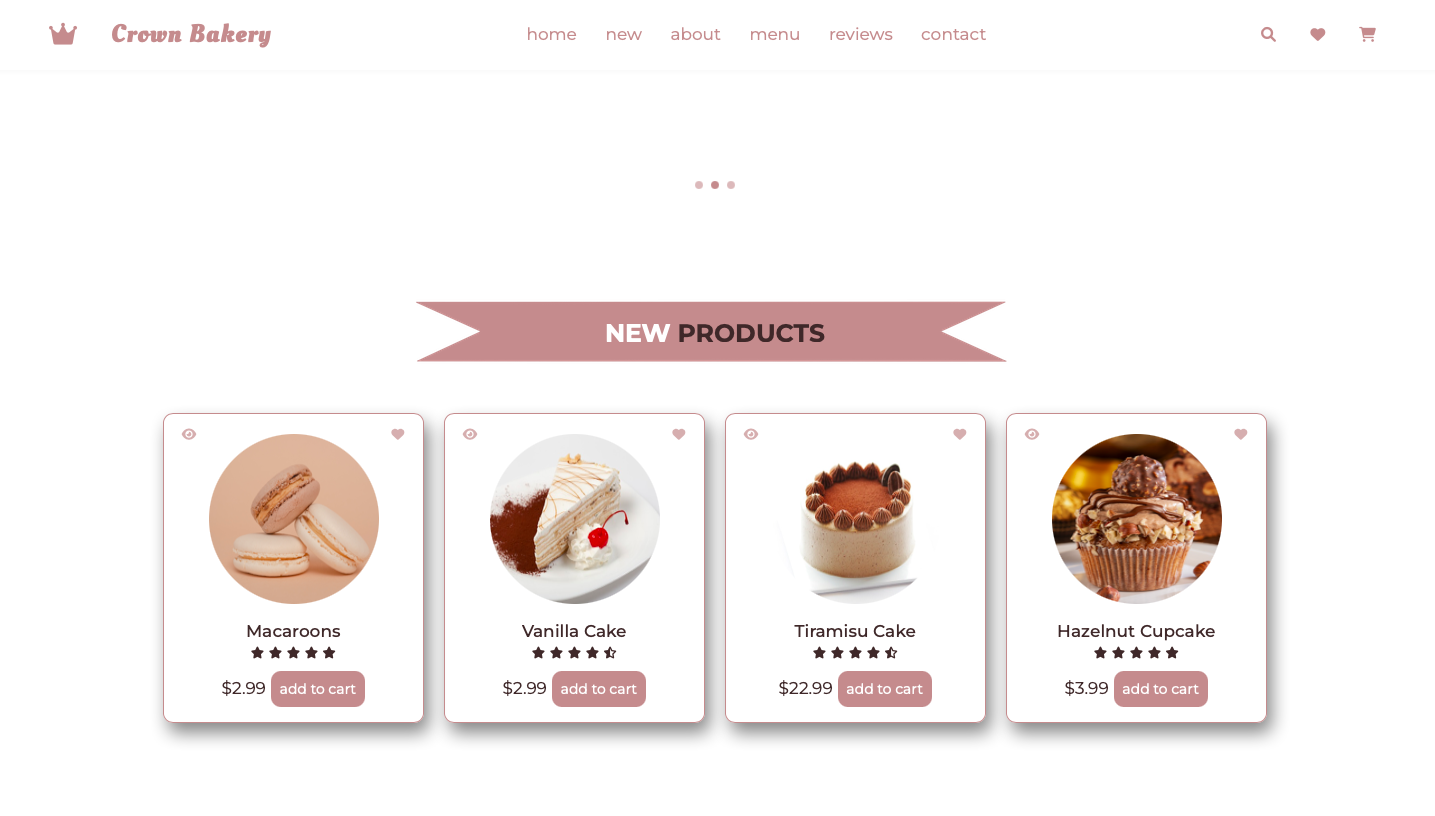 Crown Bakery
home new about menu reviews contact
NEW PRODUCTS
Macaroons
$2.99 add to cart
Vanilla Cake
$2.99 add to cart
Tiramisu Cake
$22.99 add to cart
Hazelnut Cupcake
$3.99 add to cart